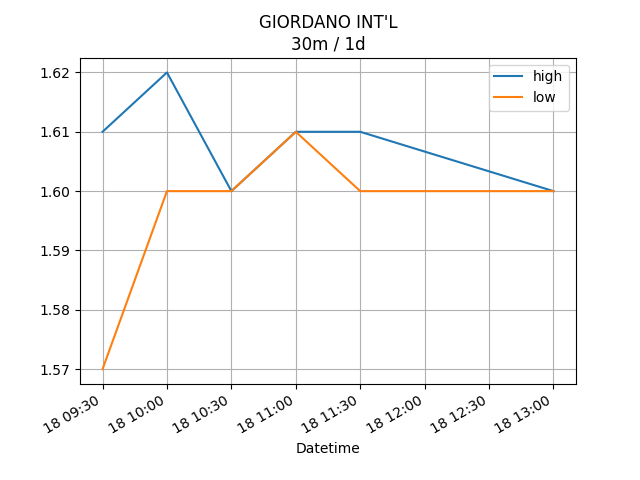 GIORDANO INT'L
30m / 1d
high
low
1.62
1.61
1.60
1.59
1.58
1.57
18 09:30
18 10:00
18 10:30
18 11:00
18 11:30
18 12:00
18 12:30
18 13:00
Datetime